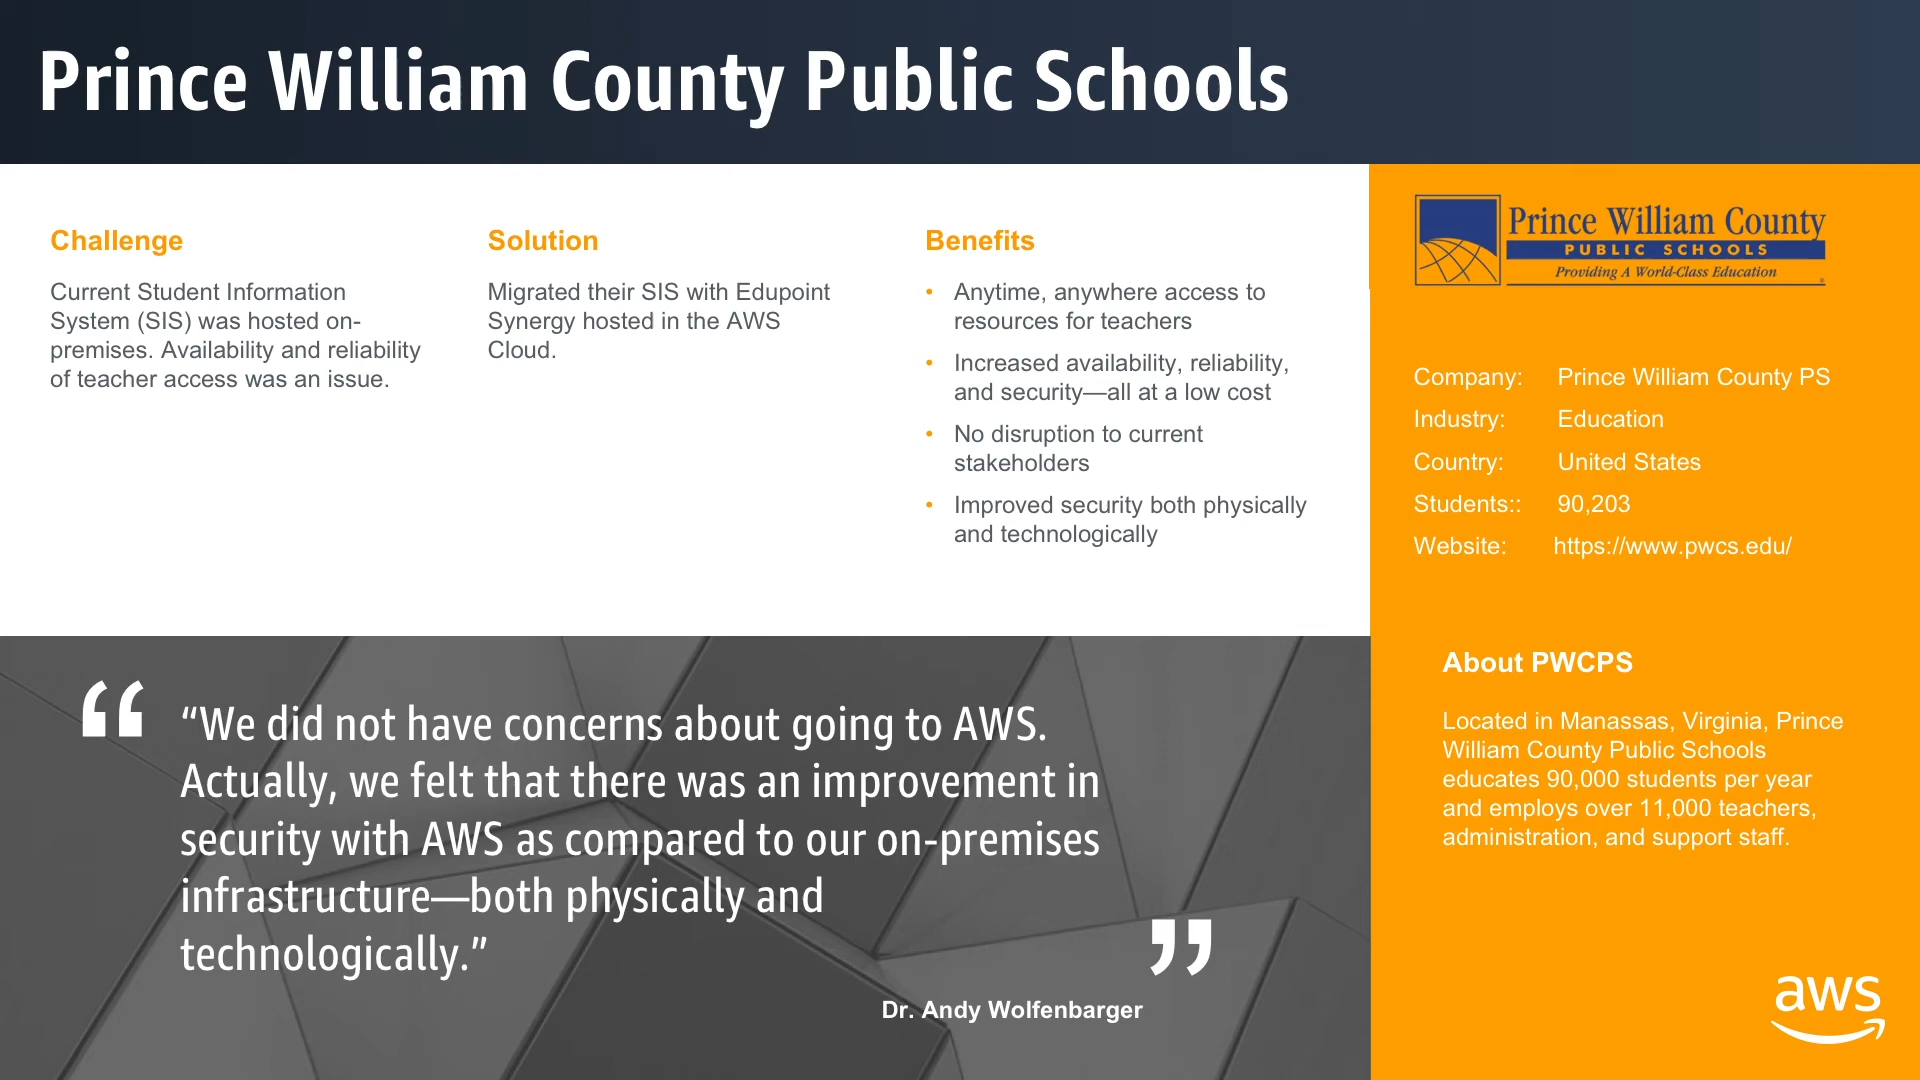 Prince William County Public Schools
Challenge
Current Student Information
System (SIS) was hosted on-
premises. Availability and reliability
of teacher access was an issue.
Solution
Migrated their SIS with Edupoint
Synergy hosted in the AWS
Cloud.
Benefits
• Anytime, anywhere access to
resources for teachers
• Increased availability, reliability,
and security—all at a low cost
• No disruption to current
stakeholders
• Improved security both physically
and technologically
Prince William County
PUBLIC SCHOOLS
Providing A World-Class Education
Company: Prince William County PS
Industry: Education
Country: United States
Students:: 90,203
Website: https://www.pwcs.edu/
About PWCPS
Located in Manassas, Virginia, Prince
William County Public Schools
educates 90,000 students per year
and employs over 11,000 teachers,
administration, and support staff.
“
“We did not have concerns about going to AWS.
Actually, we felt that there was an improvement in
security with AWS as compared to our on-premises
infrastructure—both physically and
technologically.”
”
Dr. Andy Wolfenbarger
aws